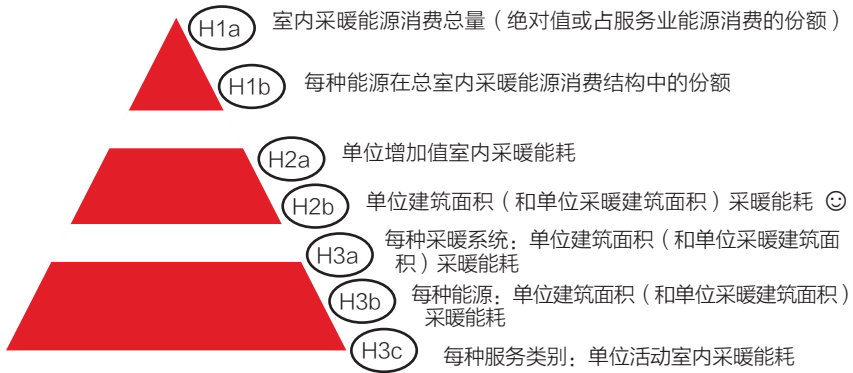 H1a 室内采暖能源消费总量（绝对值或占服务业能源消费的份额）
H1b 每种能源在总室内采暖能源消费结构中的份额
H2a 单位增加值室内采暖能耗
H2b 单位建筑面积（和单位采暖建筑面积）采暖能耗 ☺
H3a 每种采暖系统：单位建筑面积（和单位采暖建筑面
积）采暖能耗
H3b 每种能源：单位建筑面积（和单位采暖建筑面积）
采暖能耗
H3c 每种服务类别：单位活动室内采暖能耗